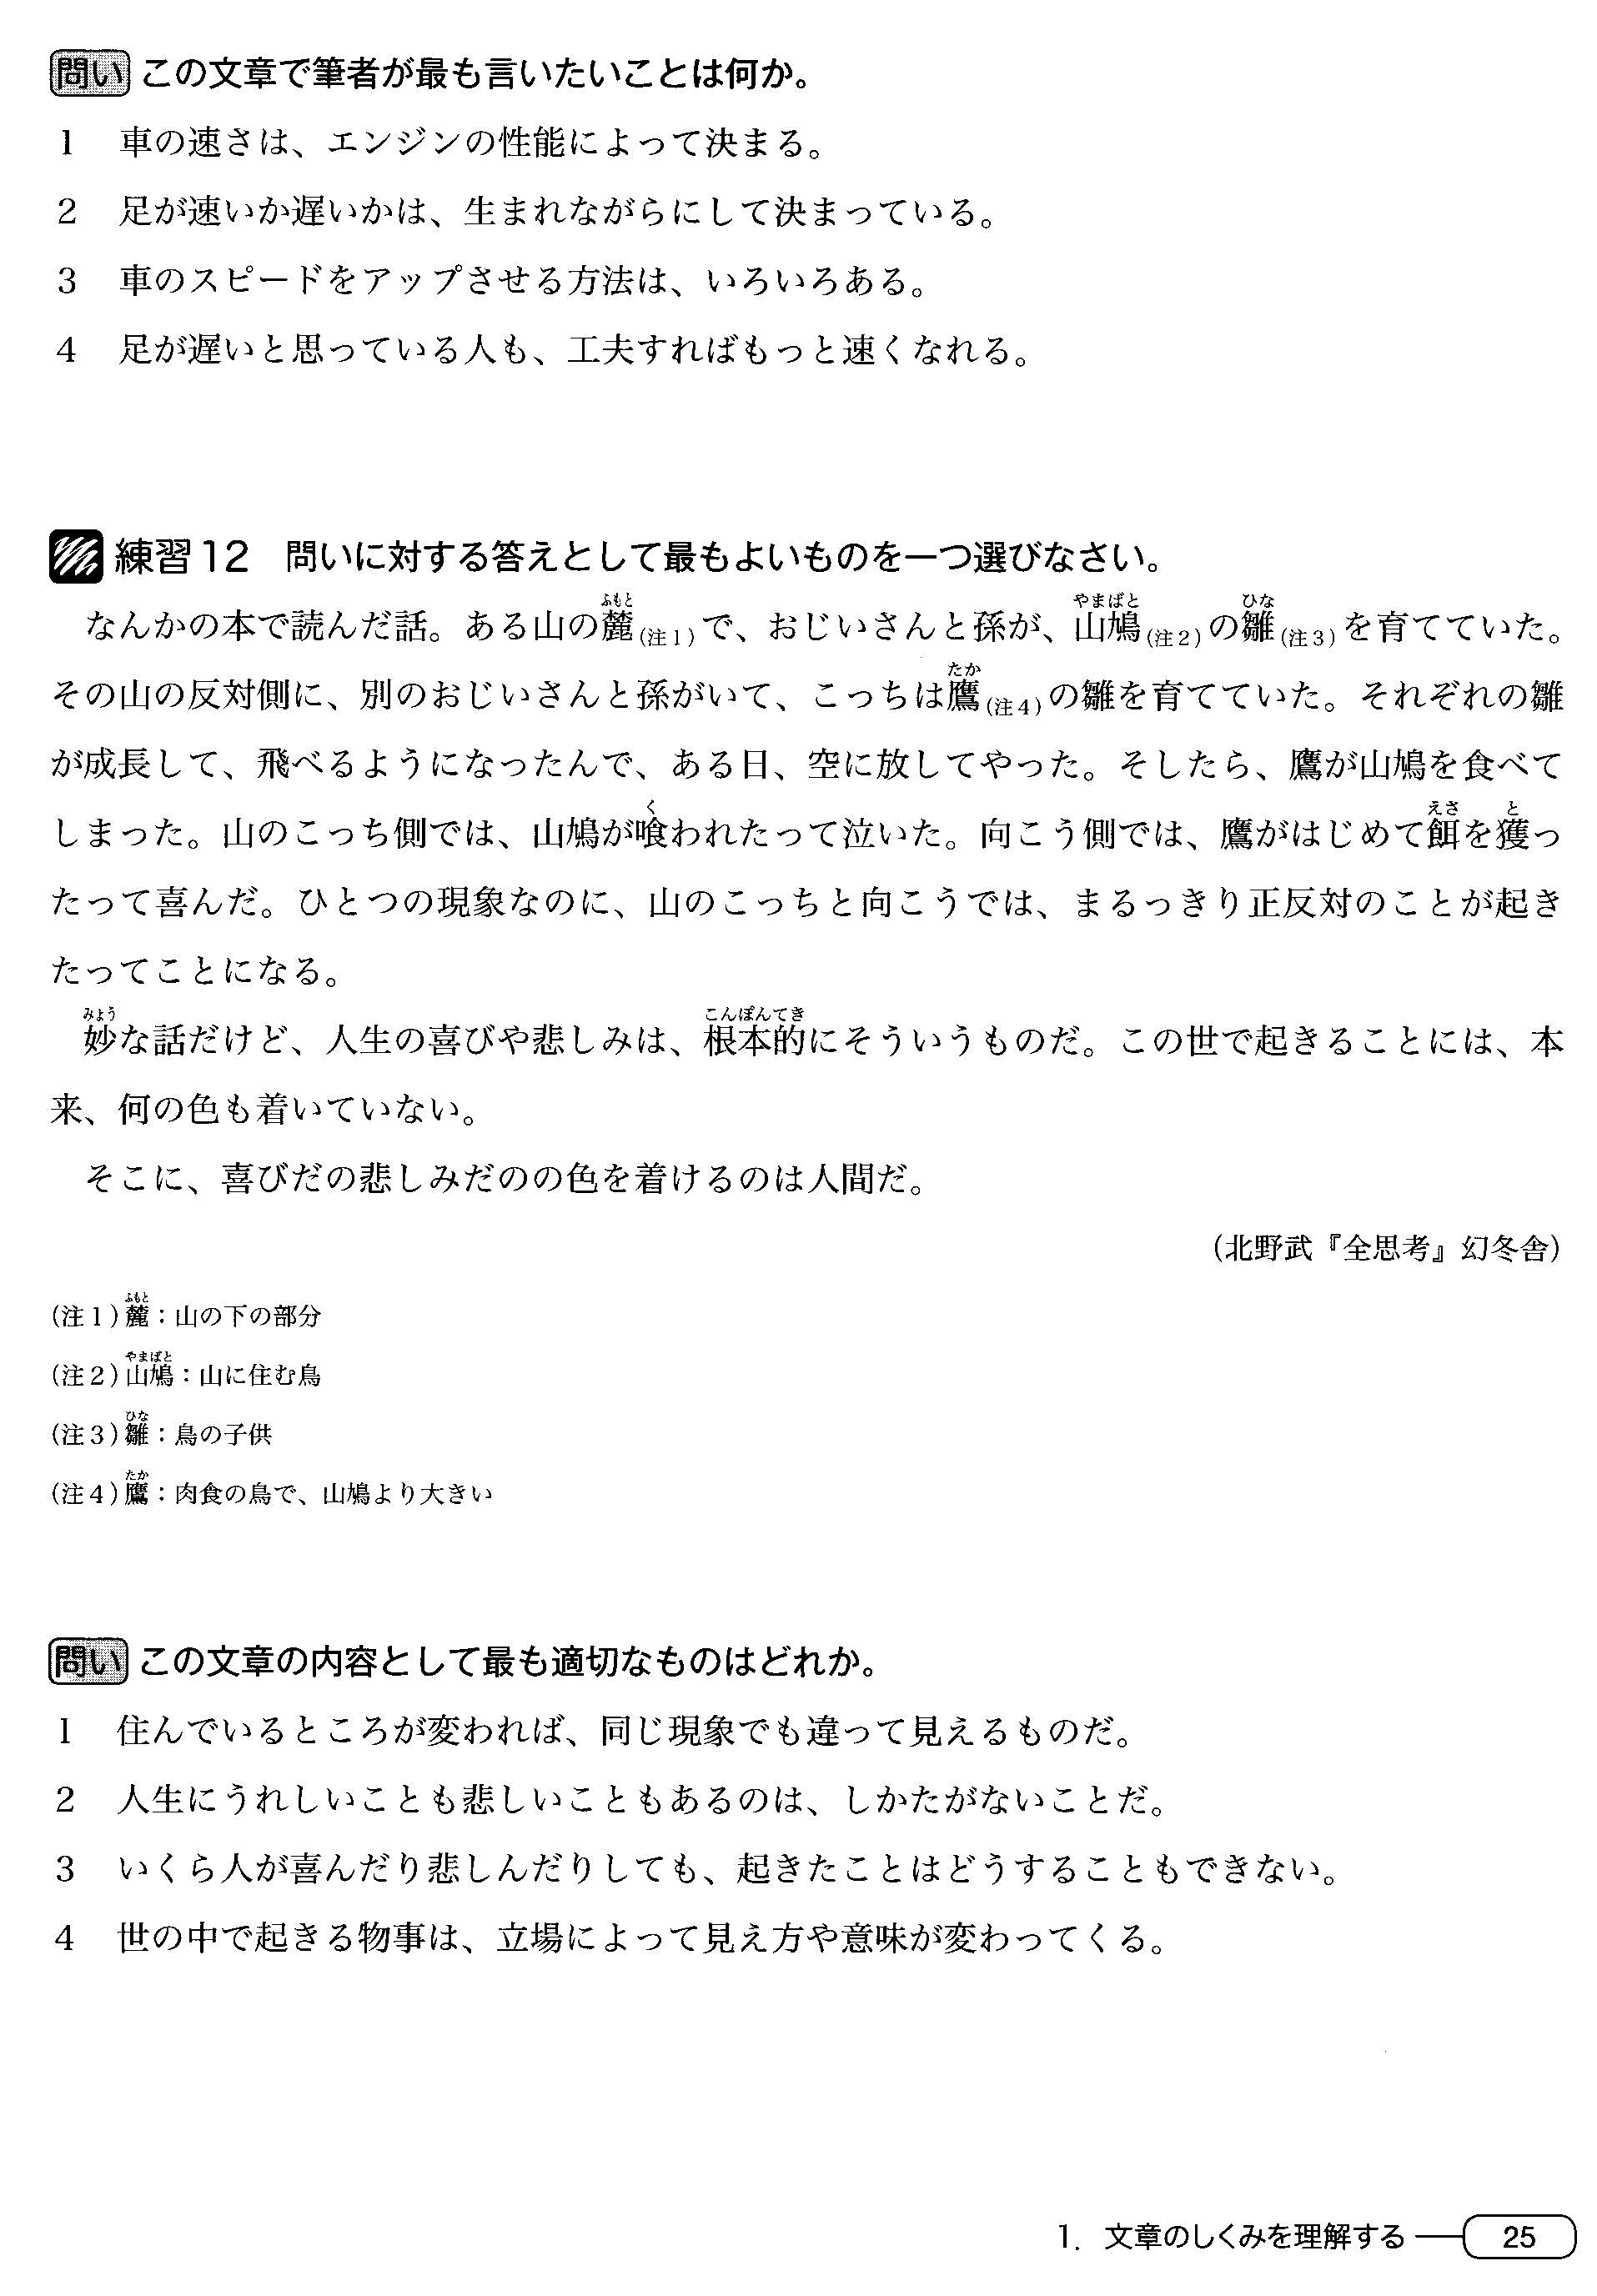 問い この文章で筆者が最も言いたいことは何か。
1 車の速さは、エンジンの性能によって決まる。
2 足が速いか遅いかは、生まれながらにして決まっている。
3 車のスピードをアップさせる方法は、いろいろある。
4 足が遅いと思っている人も、工夫すればもっと速くなれる。
練習12 問いに対する答えとして最もよいものを一つ選びなさい。
ふもと やまばと ひな
なんかの本で読んだ話。ある山の麓(注1)で、おじいさんと孫が、山鳩(注2)の雛(注3)を育てていた。
たか
その山の反対側に、別のおじいさんと孫がいて、こっちは鷹(注4)の雛を育てていた。それぞれの雛
が成長して、飛べるようになったんで、ある日、空に放してやった。そしたら、鷹が山鳩を食べて
く えさ と
しまった。山のこっち側では、山鳩が喰われたって泣いた。向こう側では、鷹がはじめて餌を獲っ
たって喜んだ。ひとつの現象なのに、山のこっちと向こうでは、まるっきり正反対のことが起き
たってことになる。
みょう こんぽんてき
妙な話だけど、人生の喜びや悲しみは、根本的にそういうものだ。この世で起きることには、本
来、何の色も着いていない。
そこに、喜びだの悲しみだのの色を着けるのは人間だ。
(北野武『全思考』幻冬舎)
ふもと
(注1)麓：山の下の部分
やまばと
(注2)山鳩：山に住む鳥
ひな
(注3)雛：鳥の子供
たか
(注4)鷹：肉食の鳥で、山鳩より大きい
問い この文章の内容として最も適切なものはどれか。
1 住んでいるところが変われば、同じ現象でも違って見えるものだ。
2 人生にうれしいことも悲しいこともあるのは、しかたがないことだ。
3 いくら人が喜んだり悲しんだりしても、起きたことはどうすることもできない。
4 世の中で起きる物事は、立場によって見え方や意味が変わってくる。
1. 文章のしくみを理解する 25